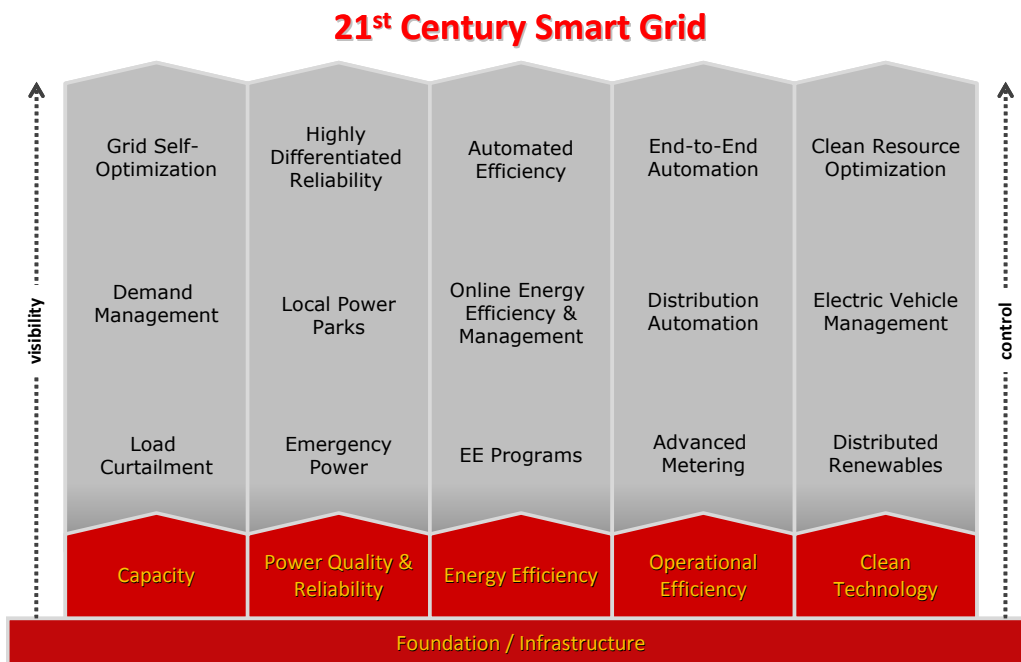 21st Century Smart Grid
visibility
control
Grid Self-
Optimization
Highly
Differentiated
Reliability
Automated
Efficiency
End-to-End
Automation
Clean Resource
Optimization
Demand
Management
Local Power
Parks
Online Energy
Efficiency &
Management
Distribution
Automation
Electric Vehicle
Management
Load
Curtailment
Emergency
Power
EE Programs
Advanced
Metering
Distributed
Renewables
Capacity
Power Quality &
Reliability
Energy Efficiency
Operational
Efficiency
Clean
Technology
Foundation / Infrastructure